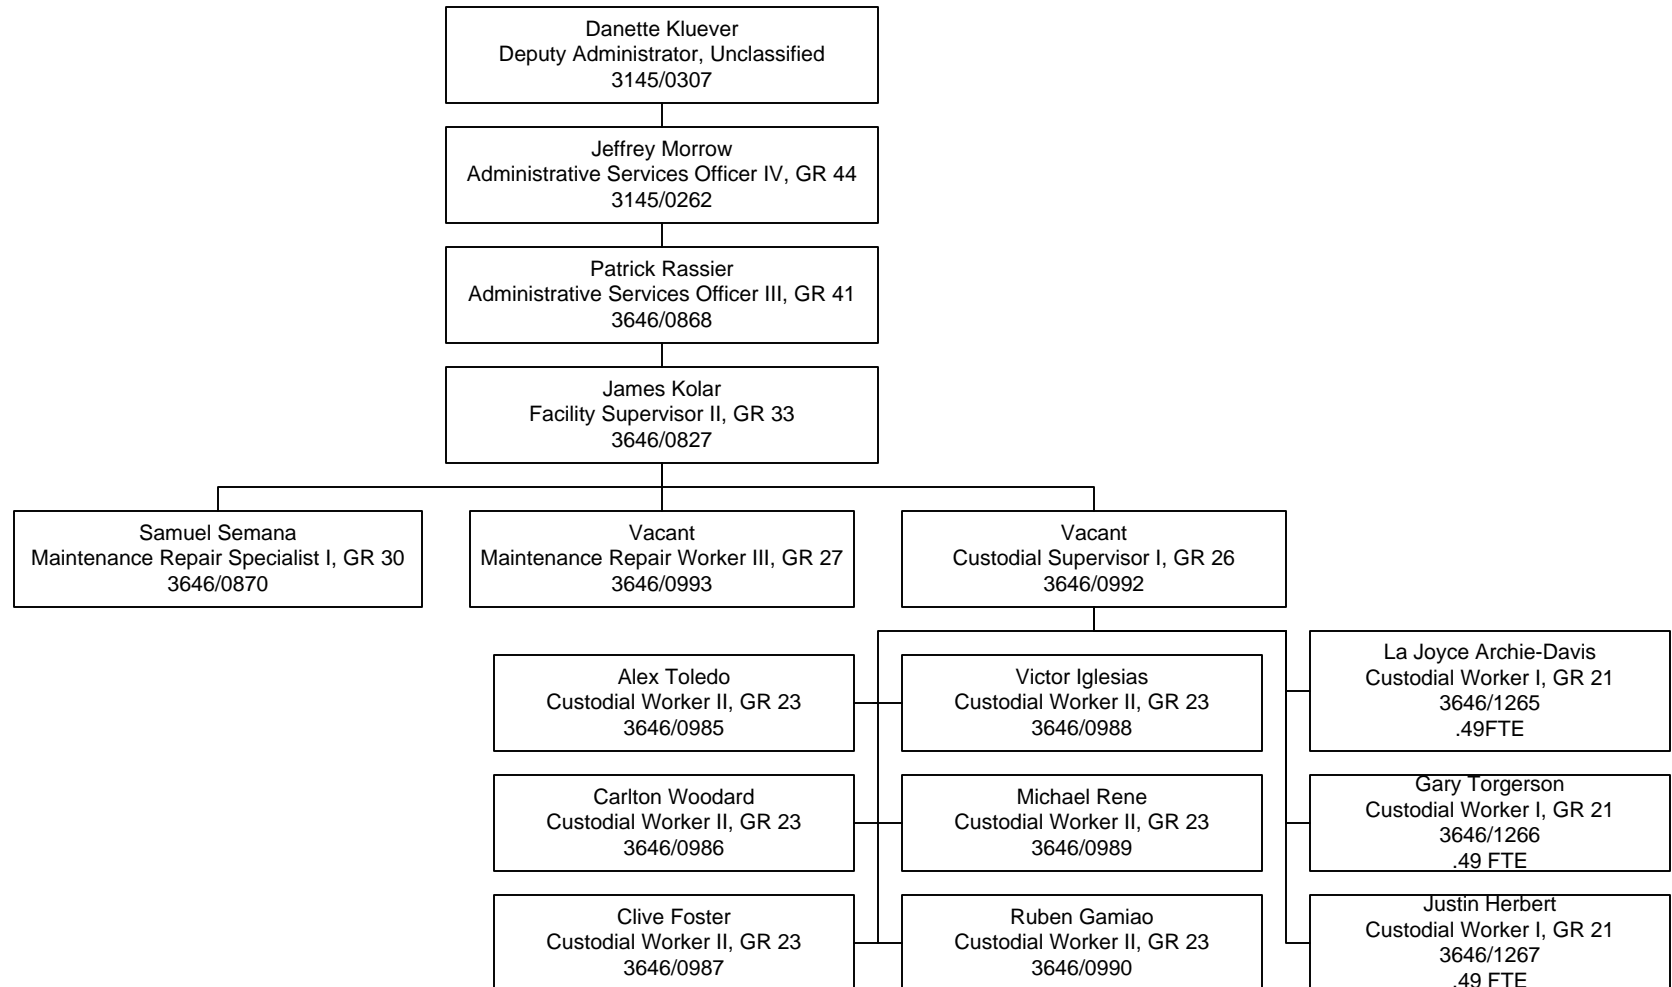 Danette Kluever
Deputy Administrator, Unclassified
3145/0307
Jeffrey Morrow
Administrative Services Officer IV, GR 44
3145/0262
Patrick Rassier
Administrative Services Officer III, GR 41
3646/0868
James Kolar
Facility Supervisor II, GR 33
3646/0827
Samuel Semana
Maintenance Repair Specialist I, GR 30
3646/0870
Vacant
Maintenance Repair Worker III, GR 27
3646/0993
Vacant
Custodial Supervisor I, GR 26
3646/0992
Alex Toledo
Custodial Worker II, GR 23
3646/0985
Victor Iglesias
Custodial Worker II, GR 23
3646/0988
La Joyce Archie-Davis
Custodial Worker I, GR 21
3646/1265
.49FTE
Carlton Woodard
Custodial Worker II, GR 23
3646/0986
Michael Rene
Custodial Worker II, GR 23
3646/0989
Gary Torgerson
Custodial Worker I, GR 21
3646/1266
.49 FTE
Clive Foster
Custodial Worker II, GR 23
3646/0987
Ruben Gamiao
Custodial Worker II, GR 23
3646/0990
Justin Herbert
Custodial Worker I, GR 21
3646/1267
.49 FTE